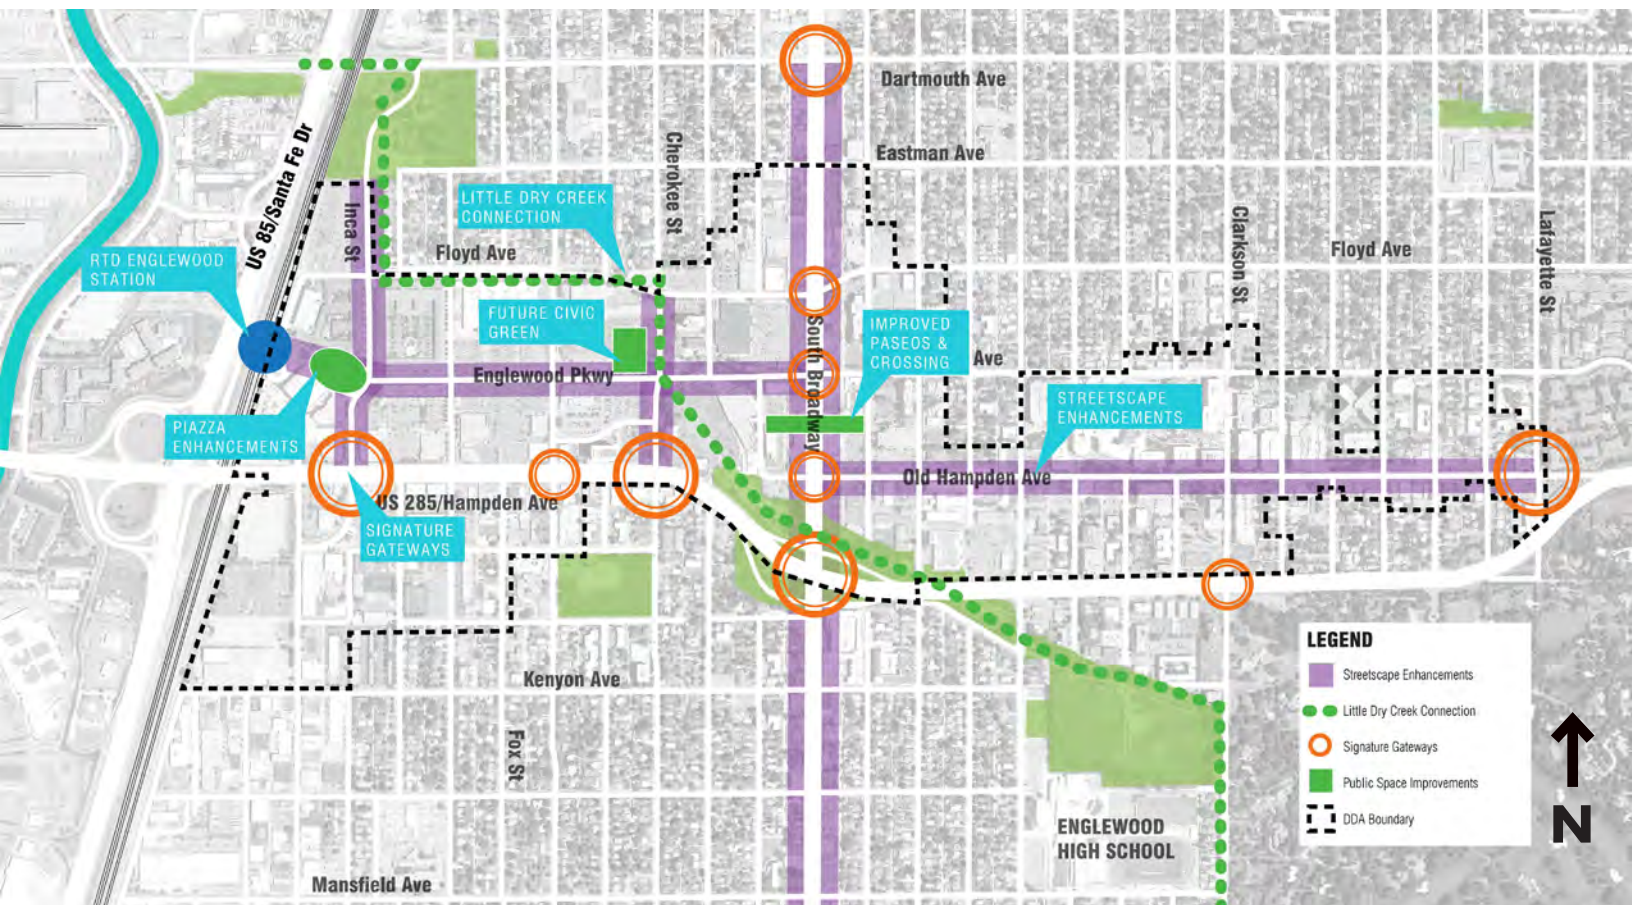 Dartmouth Ave
Eastman Ave
US 85/Santa Fe Dr
Cherokee St
LITTLE DRY CREEK
CONNECTION
Inca St
Floyd Ave
Clarkson St
Floyd Ave
Lafayette St
RTD ENGLEWOOD
STATION
FUTURE CIVIC
GREEN
South Broadway
IMPROVED
PASEOS &
CROSSING
Ave
Englewood Pkwy
STREETSCAPE
ENHANCEMENTS
PIAZZA
ENHANCEMENTS
Old Hampden Ave
US 285/Hampden Ave
SIGNATURE
GATEWAYS
Kenyon Ave
Fox St
Mansfield Ave
ENGLEWOOD
HIGH SCHOOL
LEGEND
Streetscape Enhancements
Little Dry Creek Connection
Signature Gateways
Public Space Improvements
DDA Boundary
N